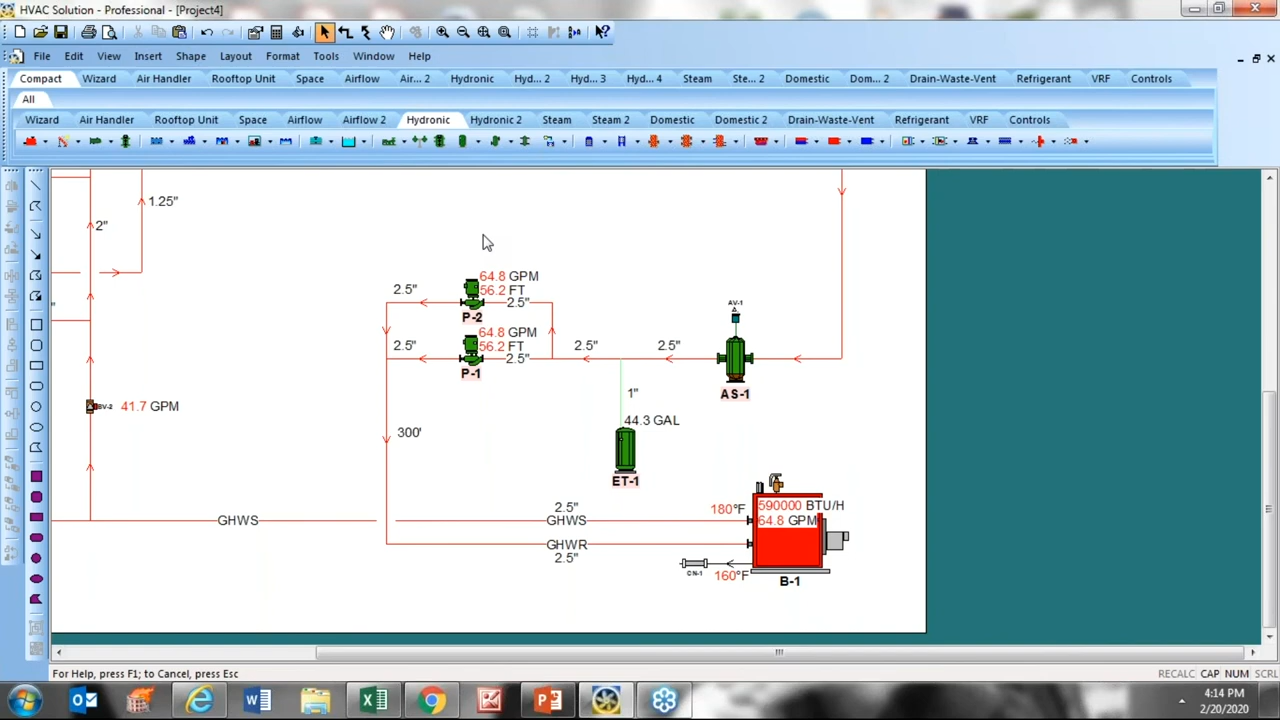 HVAC Solution - Professional - [Project4]
File Edit View Insert Shape Layout Format Tools Window Help
Compact Wizard Air Handler Rooftop Unit Space Airflow Air... 2 Hydronic Hyd... 2 Hyd... 3 Hyd... 4 Steam Ste... 2 Domestic Dom... 2 Drain-Waste-Vent Refrigerant VRF Controls
All
Wizard Air Handler Rooftop Unit Space Airflow Airflow 2 Hydronic Hydronic 2 Steam Steam 2 Domestic Domestic 2 Drain-Waste-Vent Refrigerant VRF Controls
1.25"
2"
64.8 GPM
2.5" 56.2 FT
2.5"
P-2
AV-1
64.8 GPM
2.5" 56.2 FT 2.5" 2.5"
2.5"
P-1
AS-1
1"
BV-2 41.7 GPM
44.3 GAL
300'
ET-1
2.5"
180°F 590000 BTU/H
GHWS GHWS 64.8 GPM
GHWR
2.5"
CN-1 160°F
B-1
For Help, press F1; to Cancel, press Esc
RECALC CAP NUM SCRL
4:14 PM
2/20/2020